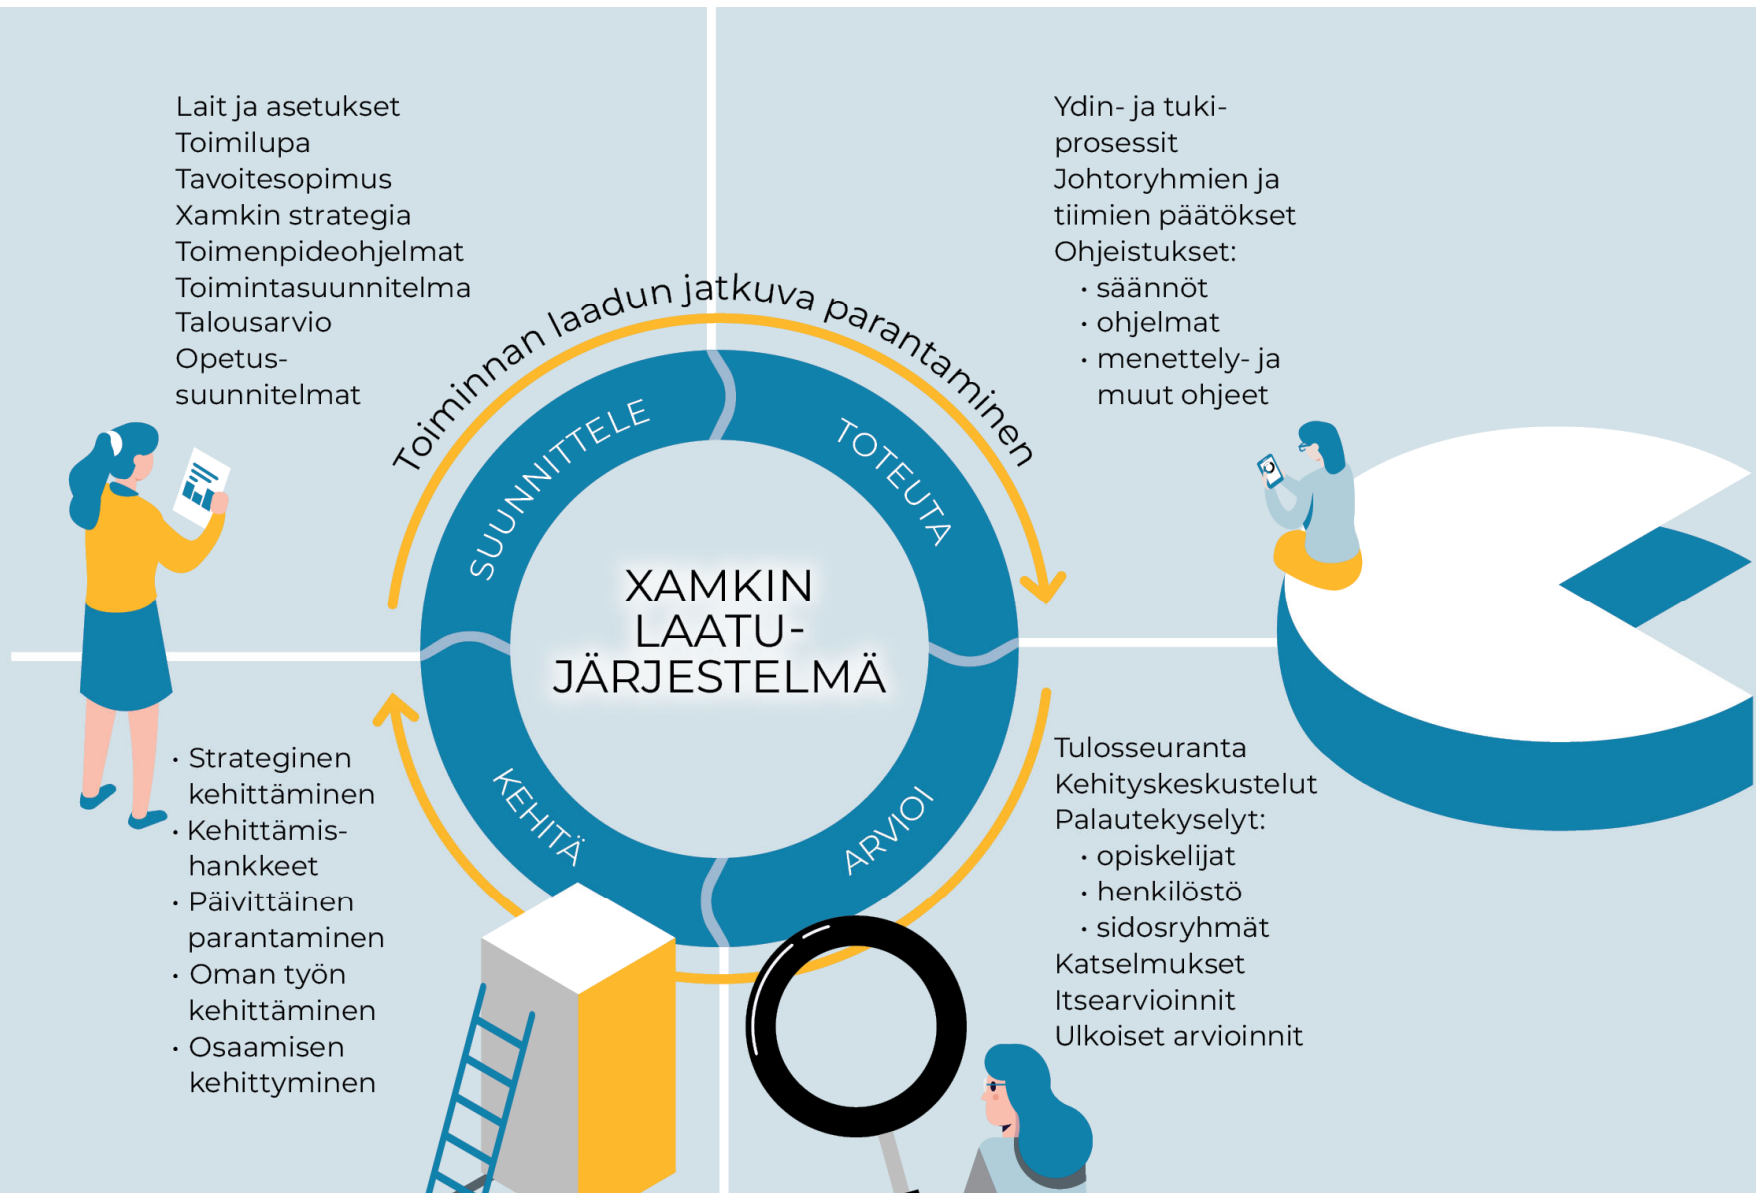 Lait ja asetukset
Toimilupa
Tavoitesopimus
Xamkin strategia
Toimenpideohjelmat
Toimintasuunnitelma
Talousarvio
Opetus-
suunnitelmat
Ydin- ja tuki-
prosessit
Johtoryhmien ja
tiimien päätökset
Ohjeistukset:
• säännöt
• ohjelmat
• menettely- ja
muut ohjeet
Toiminnan laadun jatkuva parantaminen
SUUNNITTELE
TOTEUTA
XAMKIN
LAATU-
JÄRJESTELMÄ
KEHITÄ
ARVIOI
• Strateginen
kehittäminen
• Kehittämis-
hankkeet
• Päivittäinen
parantaminen
• Oman työn
kehittäminen
• Osaamisen
kehittyminen
Tulosseuranta
Kehityskeskustelut
Palautekyselyt:
• opiskelijat
• henkilöstö
• sidosryhmät
Katselmukset
Itsearvioinnit
Ulkoiset arvioinnit